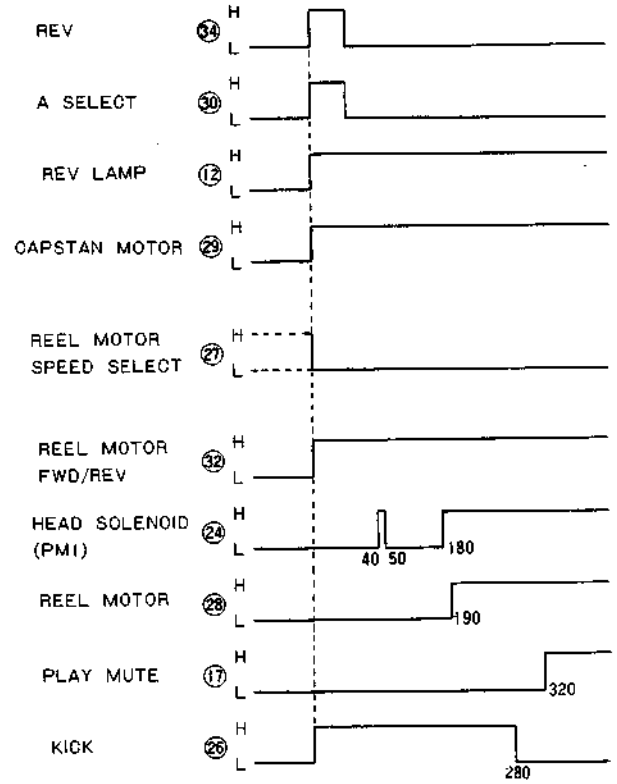 REV 34 H L
A SELECT 30 H L
REV LAMP 12 H L
CAPSTAN MOTOR 29 H L
REEL MOTOR
SPEED SELECT 27 H L
REEL MOTOR
FWD/REV 32 H L
HEAD SOLENOID
(PM1) 24 H L 40 50 180
REEL MOTOR 28 H L 190
PLAY MUTE 17 H L 320
KICK 26 H L 280